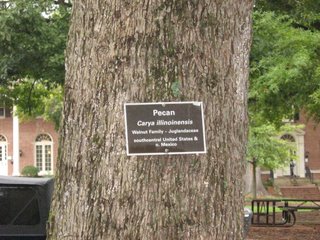 Pecan
Carya illinoinensis
Walnut Family - Juglandaceae
southcentral United States &
n. Mexico